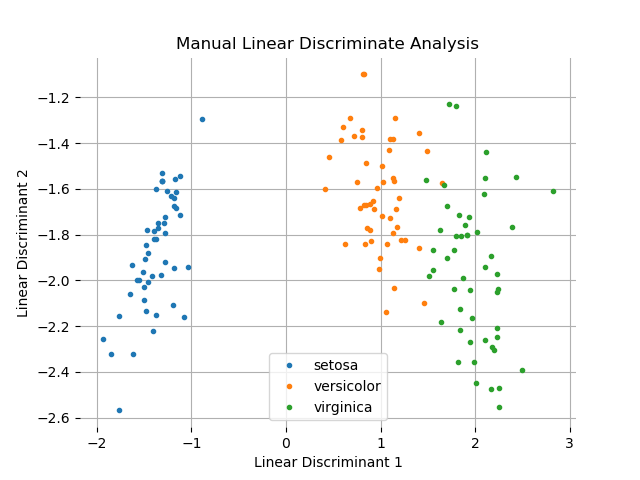 Manual Linear Discriminate Analysis
Linear Discriminant 2
−1.2
−1.4
−1.6
−1.8
−2.0
−2.2
−2.4
−2.6
setosa
versicolor
virginica
−2
−1
0
1
2
3
Linear Discriminant 1